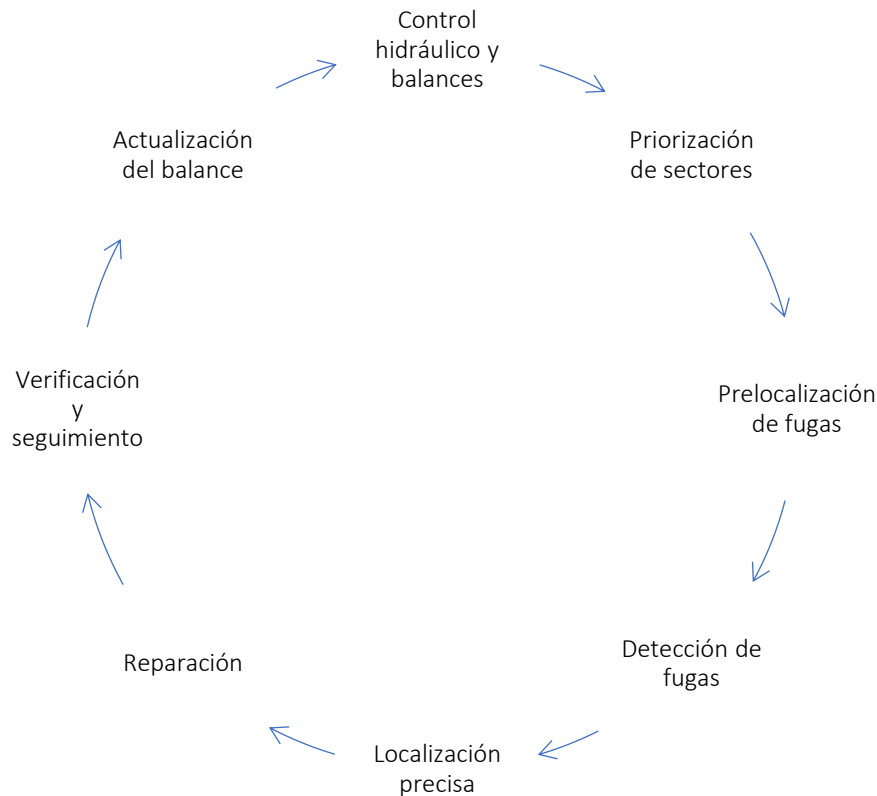 Control
hidráulico y
balances
Priorización
de sectores
Prelocalización
de fugas
Detección de
fugas
Localización
precisa
Reparación
Verificación
y
seguimiento
Actualización
del balance